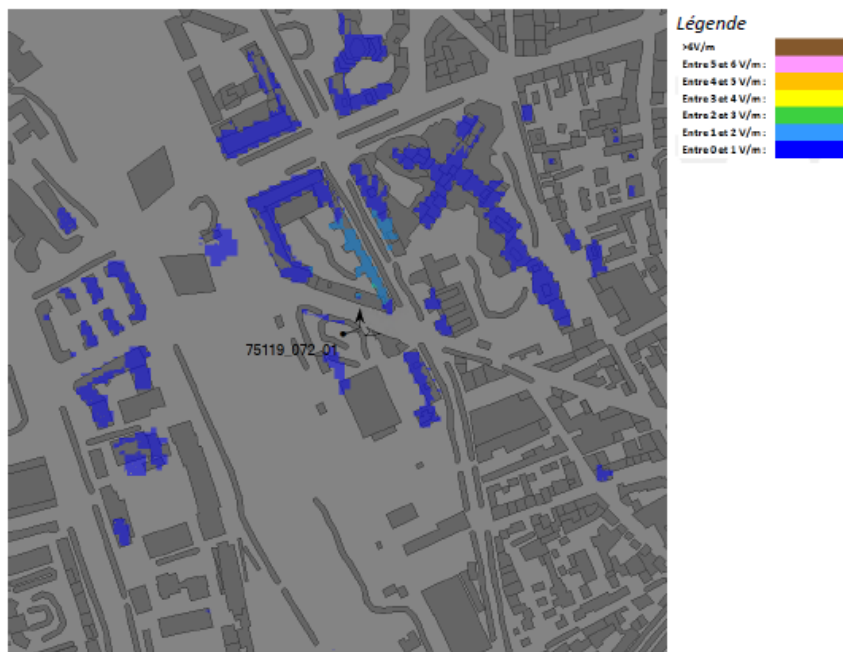 Légende
>6V/m
Entre 5 et 6 V/m :
Entre 4 et 5 V/m :
Entre 3 et 4 V/m :
Entre 2 et 3 V/m :
Entre 1 et 2 V/m :
Entre 0 et 1 V/m :
75119_072_01